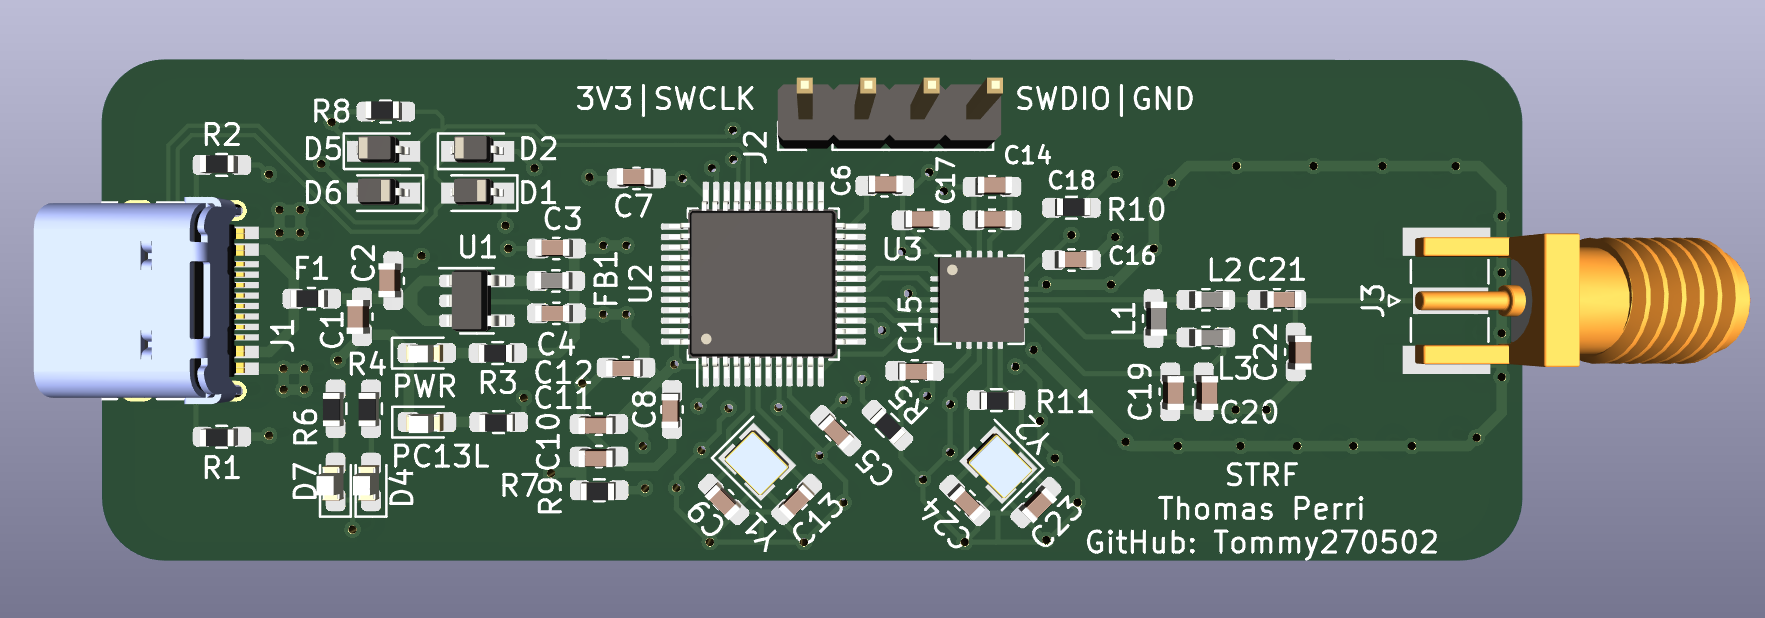 3V3|SWCLK
SWDIO|GND
R8
R2
D5
D2
D6
D1
J2
C7
C6
C17
C14
C18
R10
C16
C3
U1
C2
F1
C1
J1
FB1
U2
U3
C15
L2
C21
L1
L3
C22
J3
C19
C20
R4
PWR
R3
C4
C12
C11
C8
R5
R11
Y2
R6
PC13L
C10
C5
R1
D7
D4
R7
R9
C9
Y1
C13
C24
C23
STRF
Thomas Perri
GitHub: Tommy270502